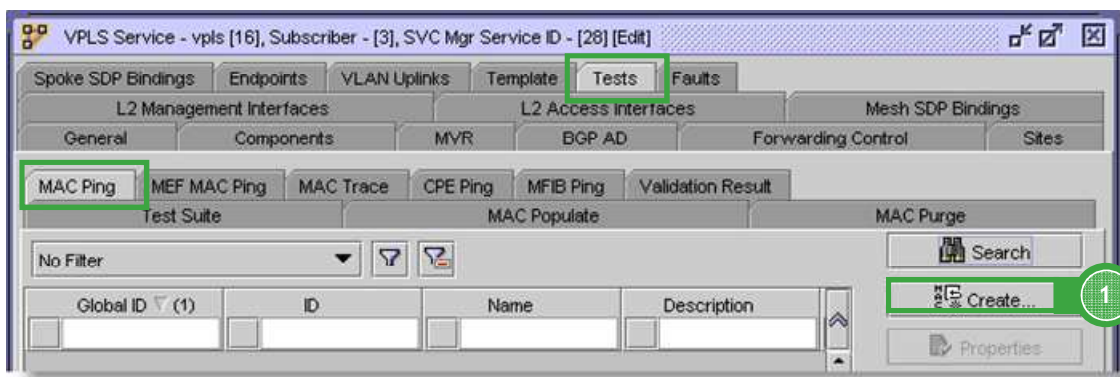 VPLS Service - vpls [16], Subscriber - [3], SVC Mgr Service ID - [28] [Edit]
Spoke SDP Bindings Endpoints VLAN Uplinks Template Tests Faults
L2 Management Interfaces L2 Access Interfaces Mesh SDP Bindings
General Components MVR BGP AD Forwarding Control Sites
MAC Ping MEF MAC Ping MAC Trace CPE Ping MFIB Ping Validation Result
Test Suite MAC Populate MAC Purge
No Filter Search
Global ID (1) ID Name Description Create... 1
Properties